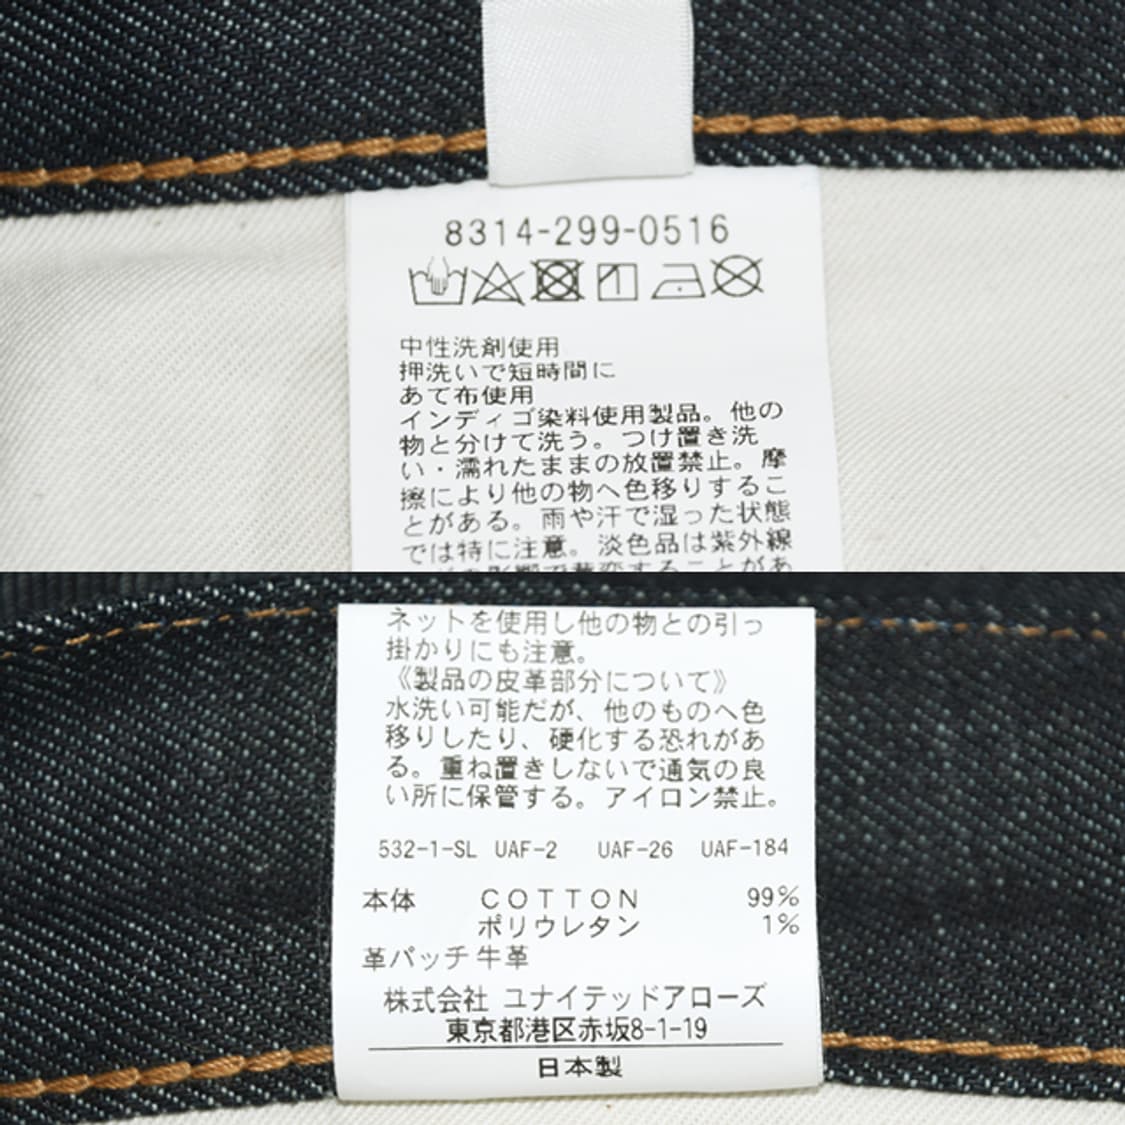 8314-299-0516
中性洗剤使用
押洗いで短時間に
あて布使用
インディゴ染料使用製品。他の
物と分けて洗う。つけ置き洗
い・濡れたままの放置禁止。摩
擦により他の物へ色移りするこ
とがある。雨や汗で湿った状態
では特に注意。淡色品は紫外線
することがあ
ネットを使用し他の物との引っ
掛かりにも注意。
《製品の皮革部分について》
水洗い可能だが、他のものへ色
移りしたり、硬化する恐れがあ
る。重ね置きしないで通気の良
い所に保管する。アイロン禁止。
532-1-SL UAF-2 UAF-26 UAF-184
本体 COTTON 99%
ポリウレタン 1%
革パッチ 牛革
株式会社 ユナイテッドアローズ
東京都港区赤坂8-1-19
日本製